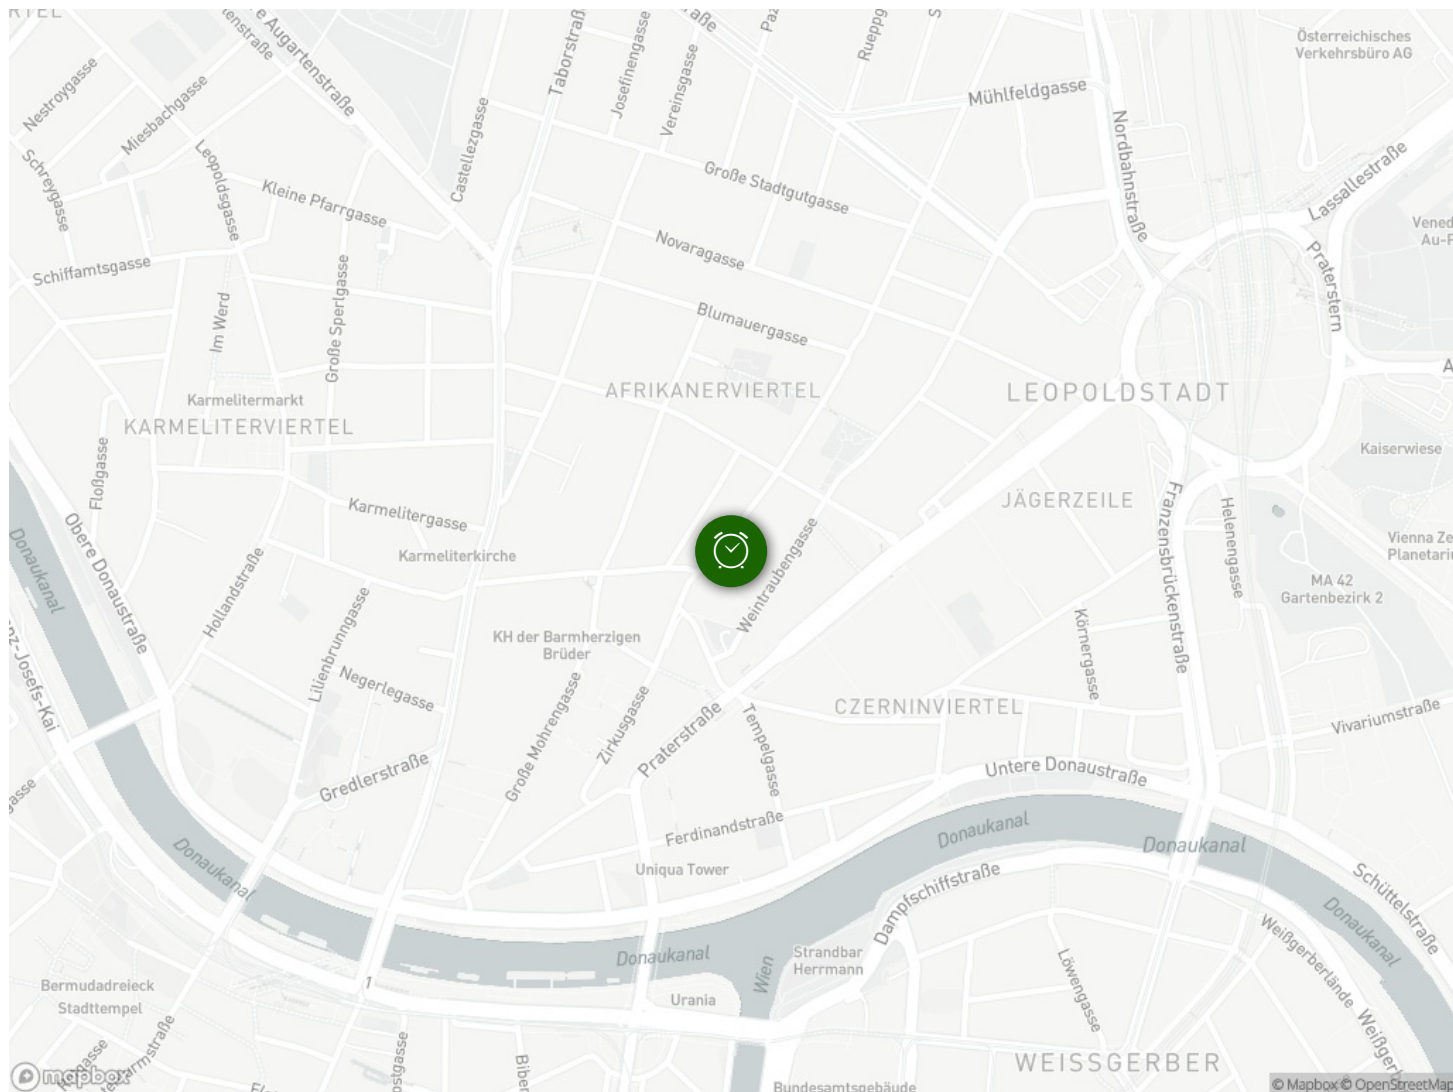 Österreichisches
Verkehrsbüro AG
Nestroygasse
Miesbachgasse
Taborstraße
Josefinengasse
Vereinsgasse
Mühlfeldgasse
Nordbahnstraße
Lassallestraße
Schreygasse
Leopoldsgasse
Kleine Pfarrgasse
Castellezgasse
Große Stadtgutgasse
Novaragasse
Praterstern
Schiffamtsgasse
Im Werd
Große Sperlgasse
Blumauergasse
Karmelitermarkt
KARMELITERVIERTEL
AFRIKANERVIERTEL
LEOPOLDSTADT
Kaiserwiese
Floßgasse
Karmelitergasse
JÄGERZEILE
Franzensbrückenstraße
Helenengasse
Donaukanal
Obere Donaustraße
Hollandstraße
Karmeliterkirche
Weintraubengasse
MA 42
Gartenbezirk 2
Lilienbrunngasse
KH der Barmherzigen
Brüder
Körnergasse
Negerlegasse
Große Mohrengasse
Zirkusgasse
Praterstraße
Tempelgasse
CZERNINVIERTEL
Vivariumstraße
Gredlerstraße
Untere Donaustraße
Ferdinandstraße
Donaukanal
Donaukanal
Donaukanal
Uniqua Tower
Dampfschiffstraße
Schüttelstraße
Donaukanal
Weißgerberlände
Donaukanal
Wien
Strandbar
Herrmann
Löwengasse
Bermudadreieck
Stadttempel
1
Urania
WEISSGERBER
Bundesamtsgebäude
mapbox
© Mapbox © OpenStreetMap